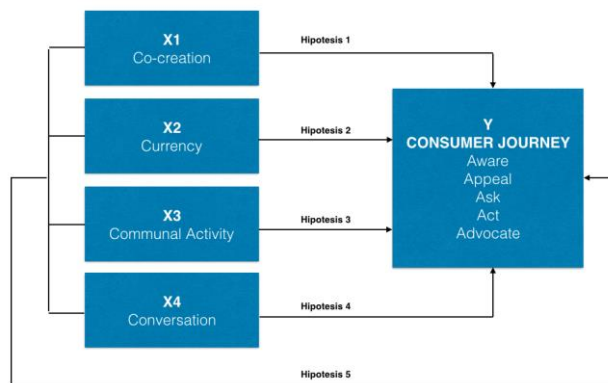 X1
Co-creation
Hipotesis 1
X2
Currency
Hipotesis 2
X3
Communal Activity
Hipotesis 3
X4
Conversation
Hipotesis 4
Y
CONSUMER JOURNEY
Aware
Appeal
Ask
Act
Advocate
Hipotesis 5